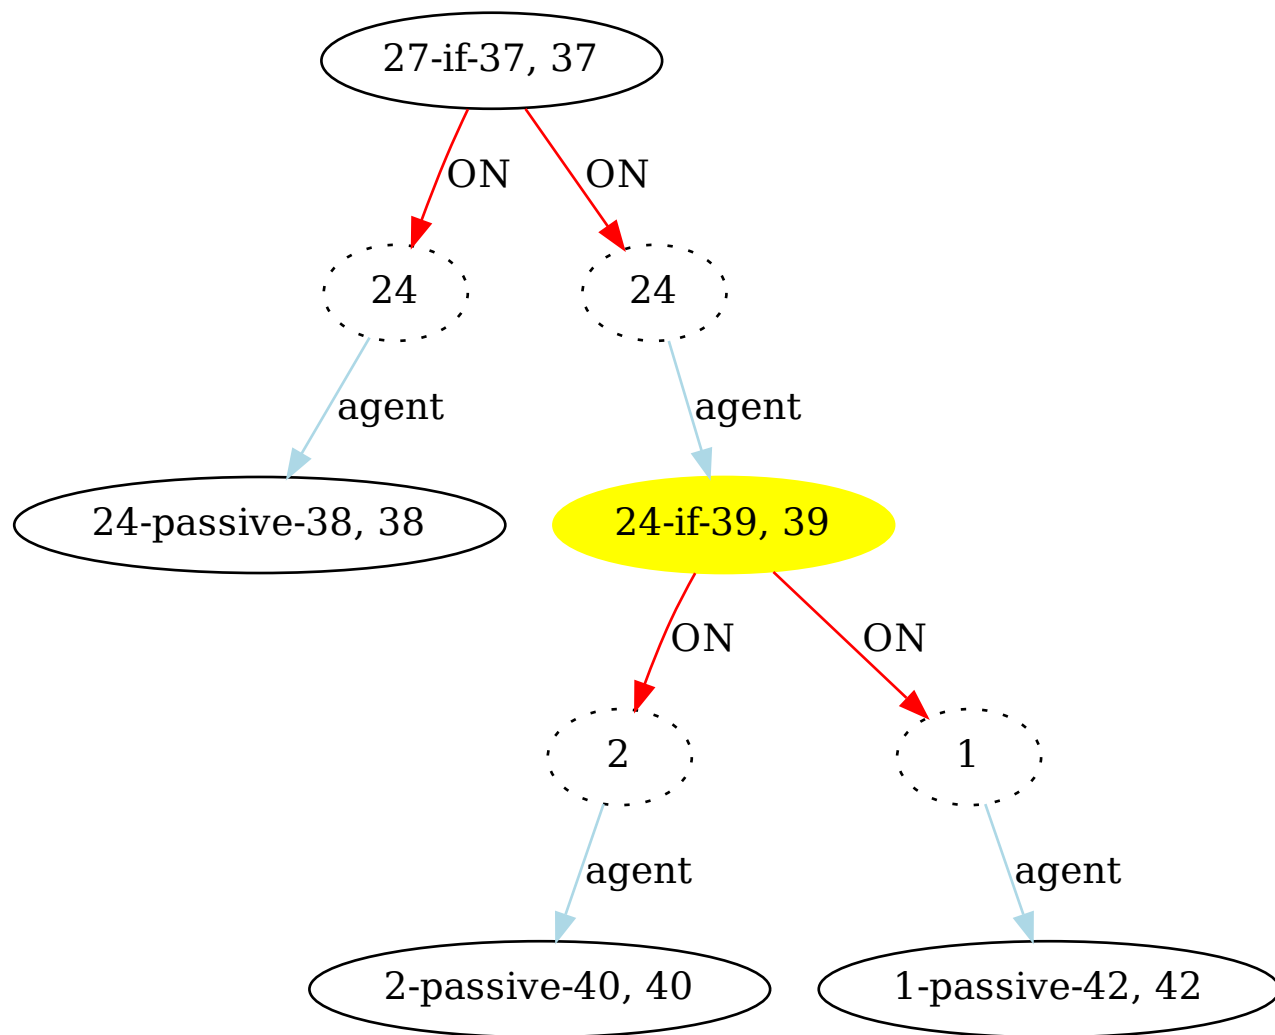 27-if-37, 37
ON
ON
24
24
agent
agent
24-passive-38, 38
24-if-39, 39
ON
ON
2
1
agent
agent
2-passive-40, 40
1-passive-42, 42